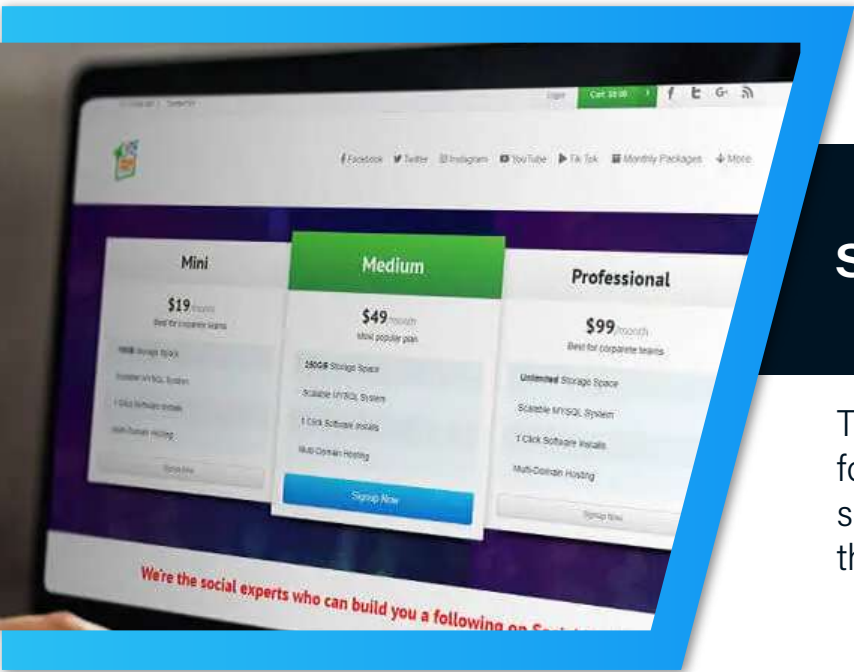 Login Cart $0.00
Facebook Twitter Instagram YouTube Tik Tok Monthly Packages More
Mini
$19/month
Best for corporate teams
10GB Storage Space
Scalable MYSQL System
1 Click Software Installs
Multi-Domain Hosting
Signup Now
Medium
$49/month
Most popular plan
250GB Storage Space
Scalable MYSQL System
1 Click Software Installs
Multi-Domain Hosting
Signup Now
Professional
$99/month
Best for corporate teams
Unlimited Storage Space
Scalable MYSQL System
1 Click Software Installs
Multi-Domain Hosting
Signup Now
We're the social experts who can build you a following on
S
T
fo
s
th